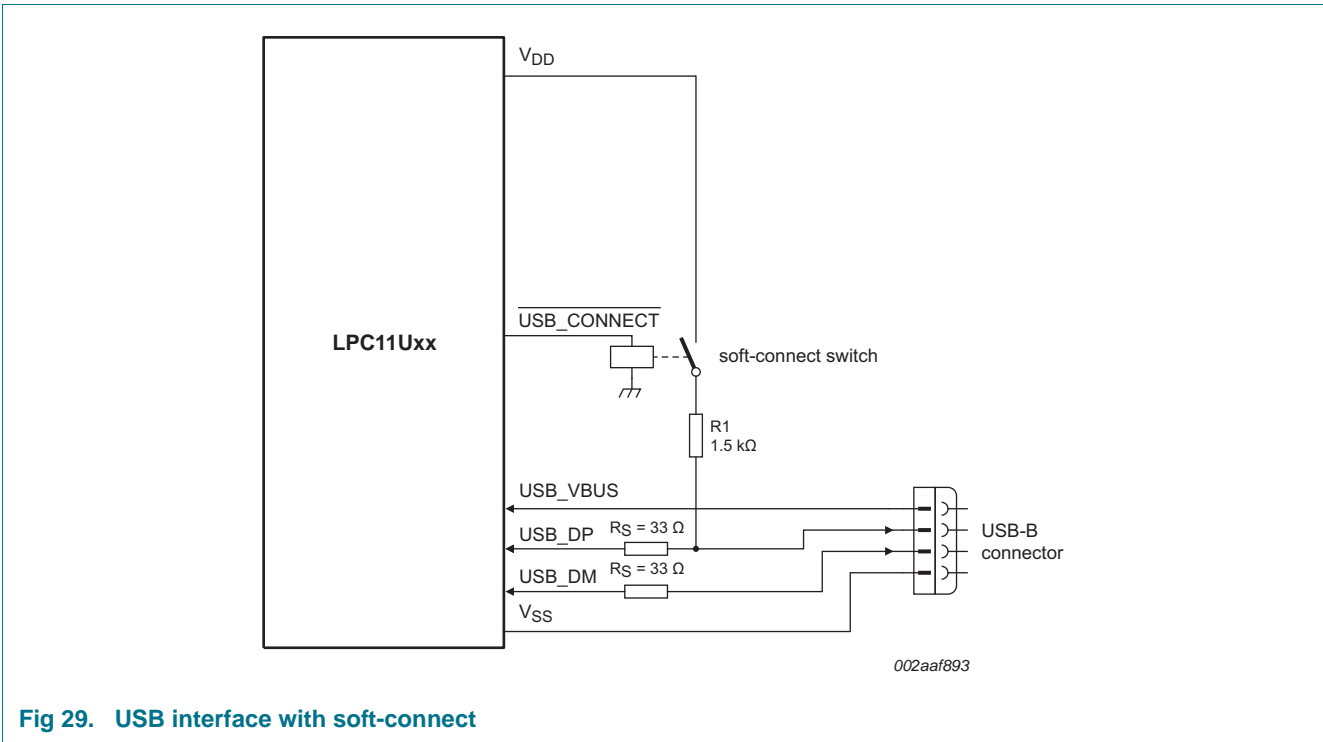 VDD
USB_CONNECT
LPC11Uxx
soft-connect switch
R1
1.5 kΩ
USB_VBUS
USB_DP
RS = 33 Ω
USB-B
connector
USB_DM
RS = 33 Ω
VSS
002aaf893
Fig 29. USB interface with soft-connect